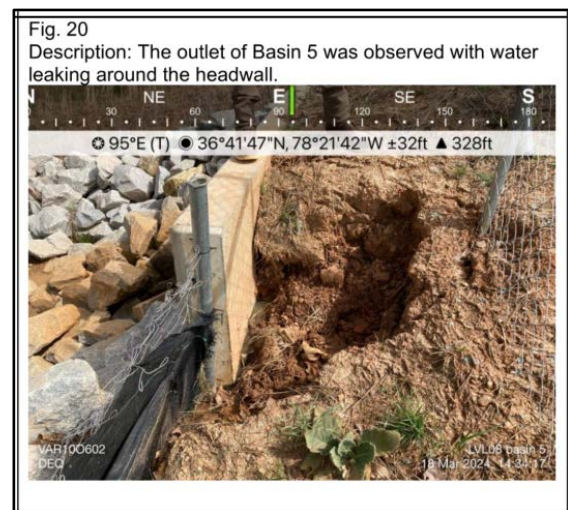 Fig. 20
Description: The outlet of Basin 5 was observed with water
leaking around the headwall.
N NE E SE S
30 60 90 120 150 180
95°E (T) 36°41'47"N, 78°21'42"W ±32ft ▲ 328ft
VAR10O602
DEQ
LVL08 basin 5
18 Mar 2024, 14:34:17